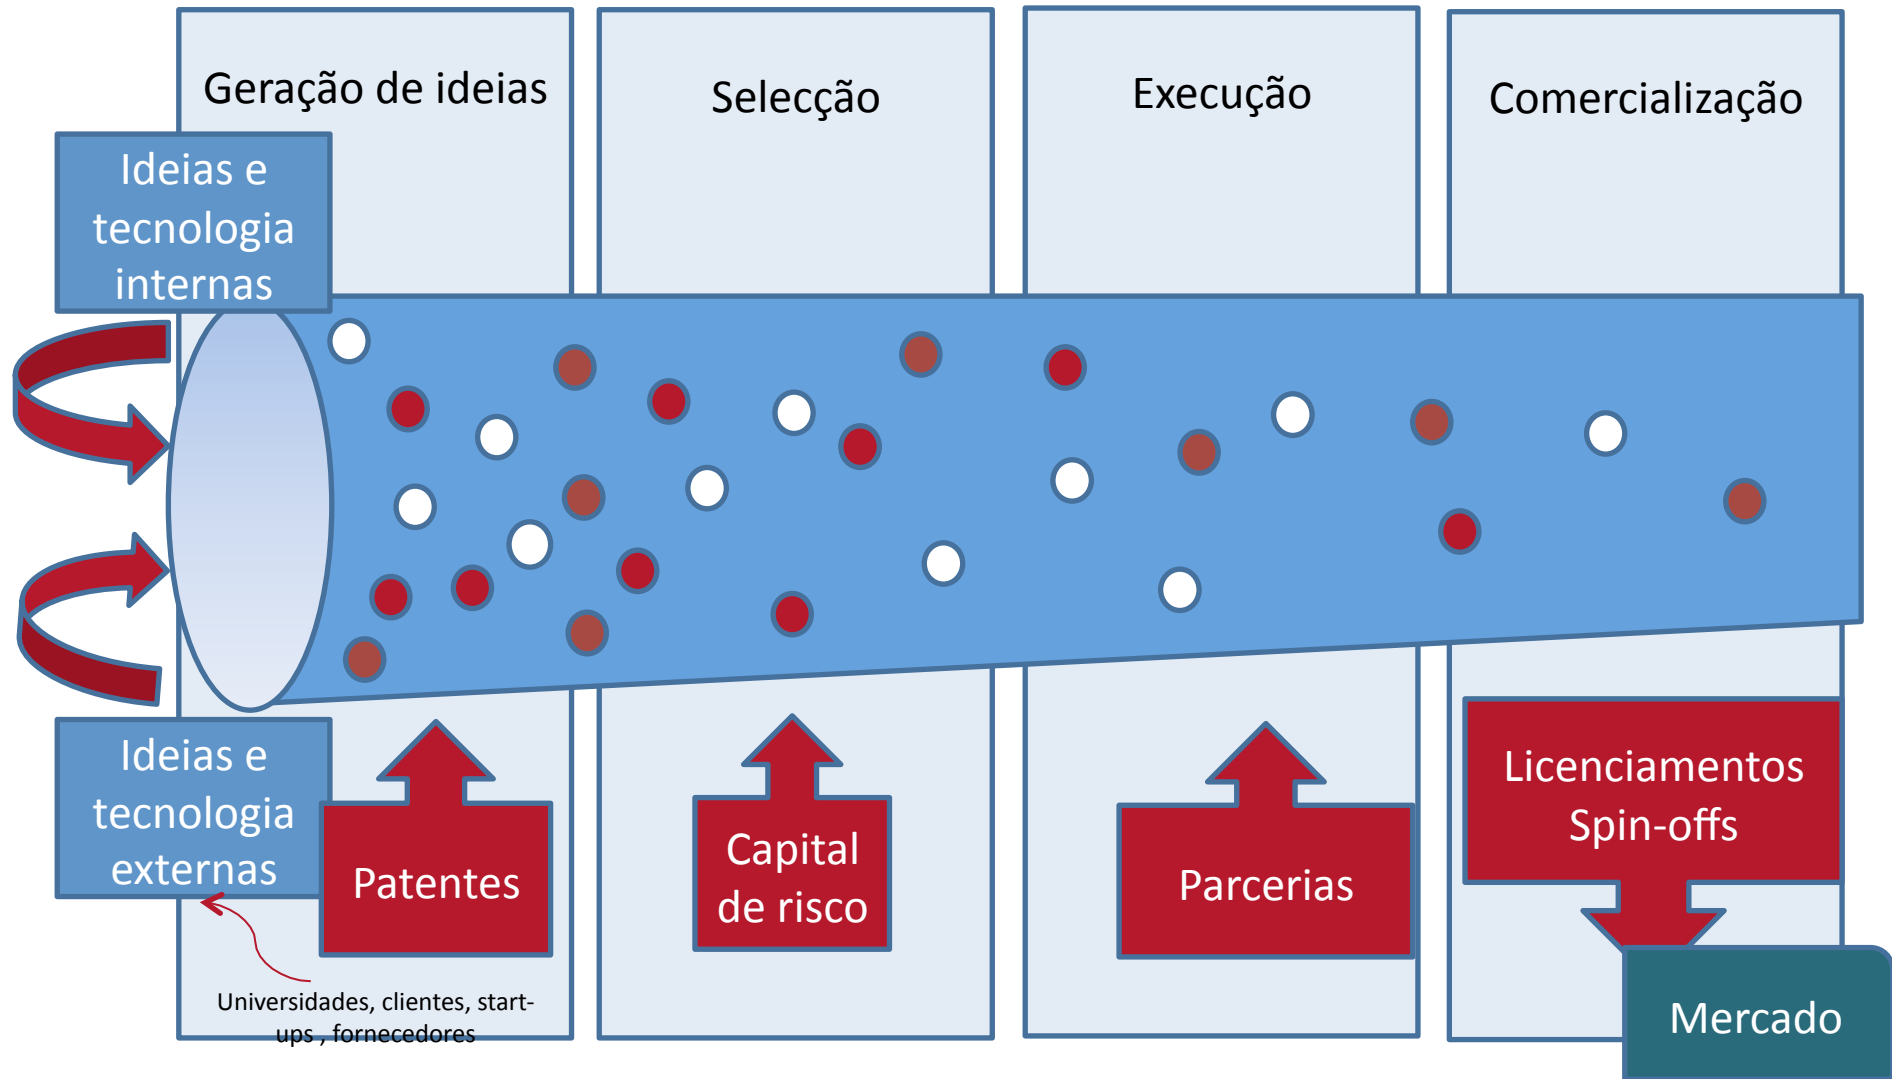 Geração de ideias
Selecção
Execução
Comercialização
Ideias e
tecnologia
internas
Ideias e
tecnologia
externas
Patentes
Capital
de risco
Parcerias
Licenciamentos
Spin-offs
Universidades, clientes, start-
ups , fornecedores
Mercado